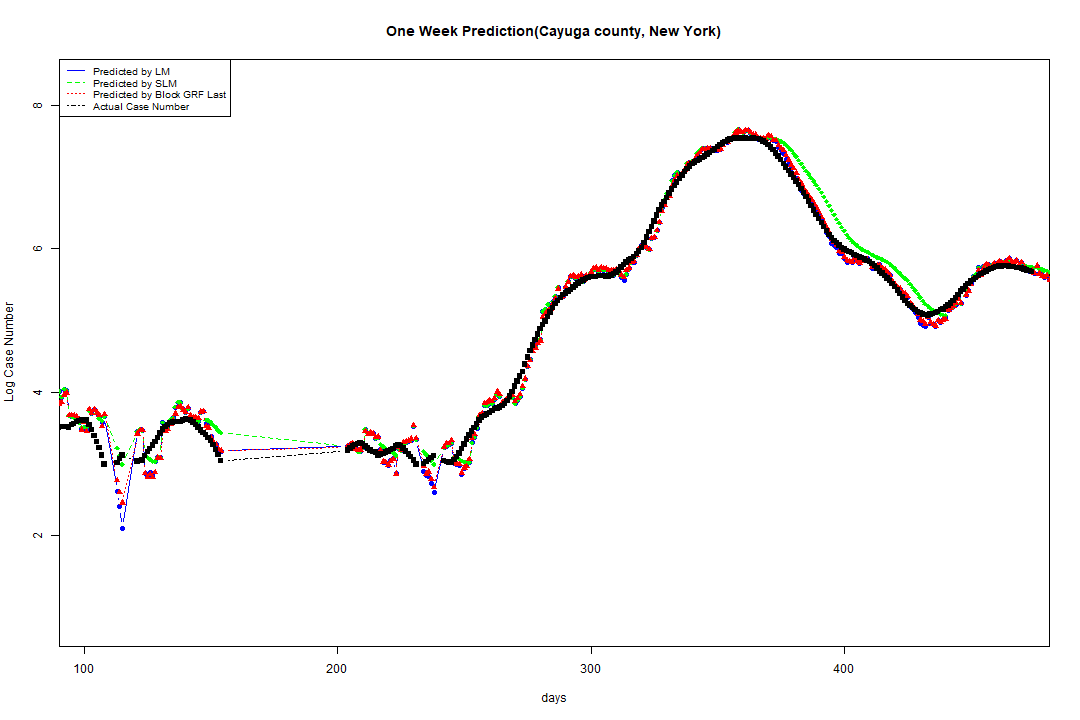 One Week Prediction(Cayuga county, New York)
Predicted by LM
Predicted by SLM
Predicted by Block GRF Last
Actual Case Number
8
6
4
2
Log Case Number
100 200 300 400
days